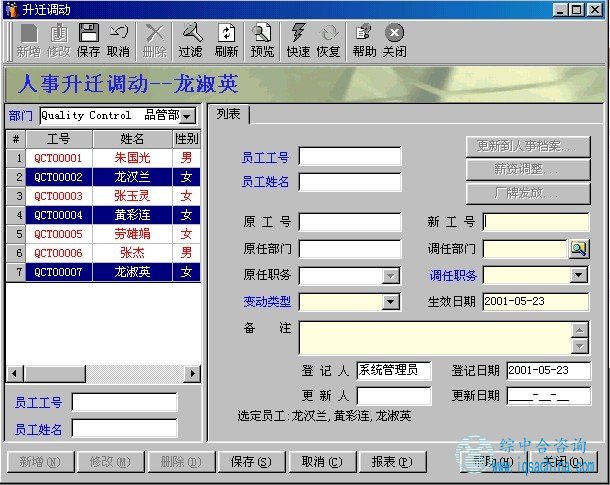 升迁调动
新增 修改 保存 取消 删除 过滤 刷新 预览 快速 恢复 帮助 关闭
人事升迁调动--龙淑英
部门 Quality Control 品管部
# 工号 姓名 性别
1 QCT00001 朱国光 男
2 QCT00002 龙汉兰 女
3 QCT00003 张玉灵 女
4 QCT00004 黄彩连 女
5 QCT00005 劳雄娟 女
6 QCT00006 张杰 男
7 QCT00007 龙淑英 女
员工工号
员工姓名
列表
员工工号 更新到人事档案...
员工姓名 薪资调整...
厂牌发放...
原工号 新工号
原任部门 调任部门
原任职务 调任职务
变动类型 生效日期 2001-05-23
备注
登记人 系统管理员 登记日期 2001-05-23
更新人 更新日期 ____-__-__
选定员工:龙汉兰,黄彩连,龙淑英
新增(N) 修改(M) 删除(D) 保存(S) 取消(C) 报表(P) 帮助(H) 关闭(C)
综中合咨询